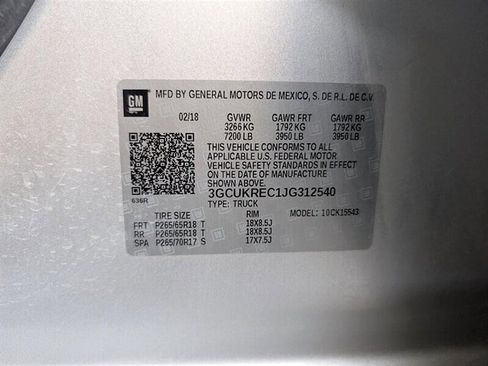 GM
MFD BY GENERAL MOTORS DE MEXICO, S. DE R.L. DE C.V.
02/18 GVWR GAWR FRT GAWR RR
3266 KG 1792 KG 1792 KG
7200 LB 3950 LB 3950 LB
THIS VEHICLE CONFORMS TO ALL
APPLICABLE U.S. FEDERAL MOTOR
VEHICLE SAFETY STANDARDS IN EFFECT
ON THE DATE OF MANUFACTURE
SHOWN ABOVE.
3GCUKREC1JG312540
636R
TYPE: TRUCK MODEL: 10CK15543
TIRE SIZE RIM
FRT P265/65R18 T 18X8.5J
RR P265/65R18 T 18X8.5J
SPA P265/70R17 S 17X7.5J